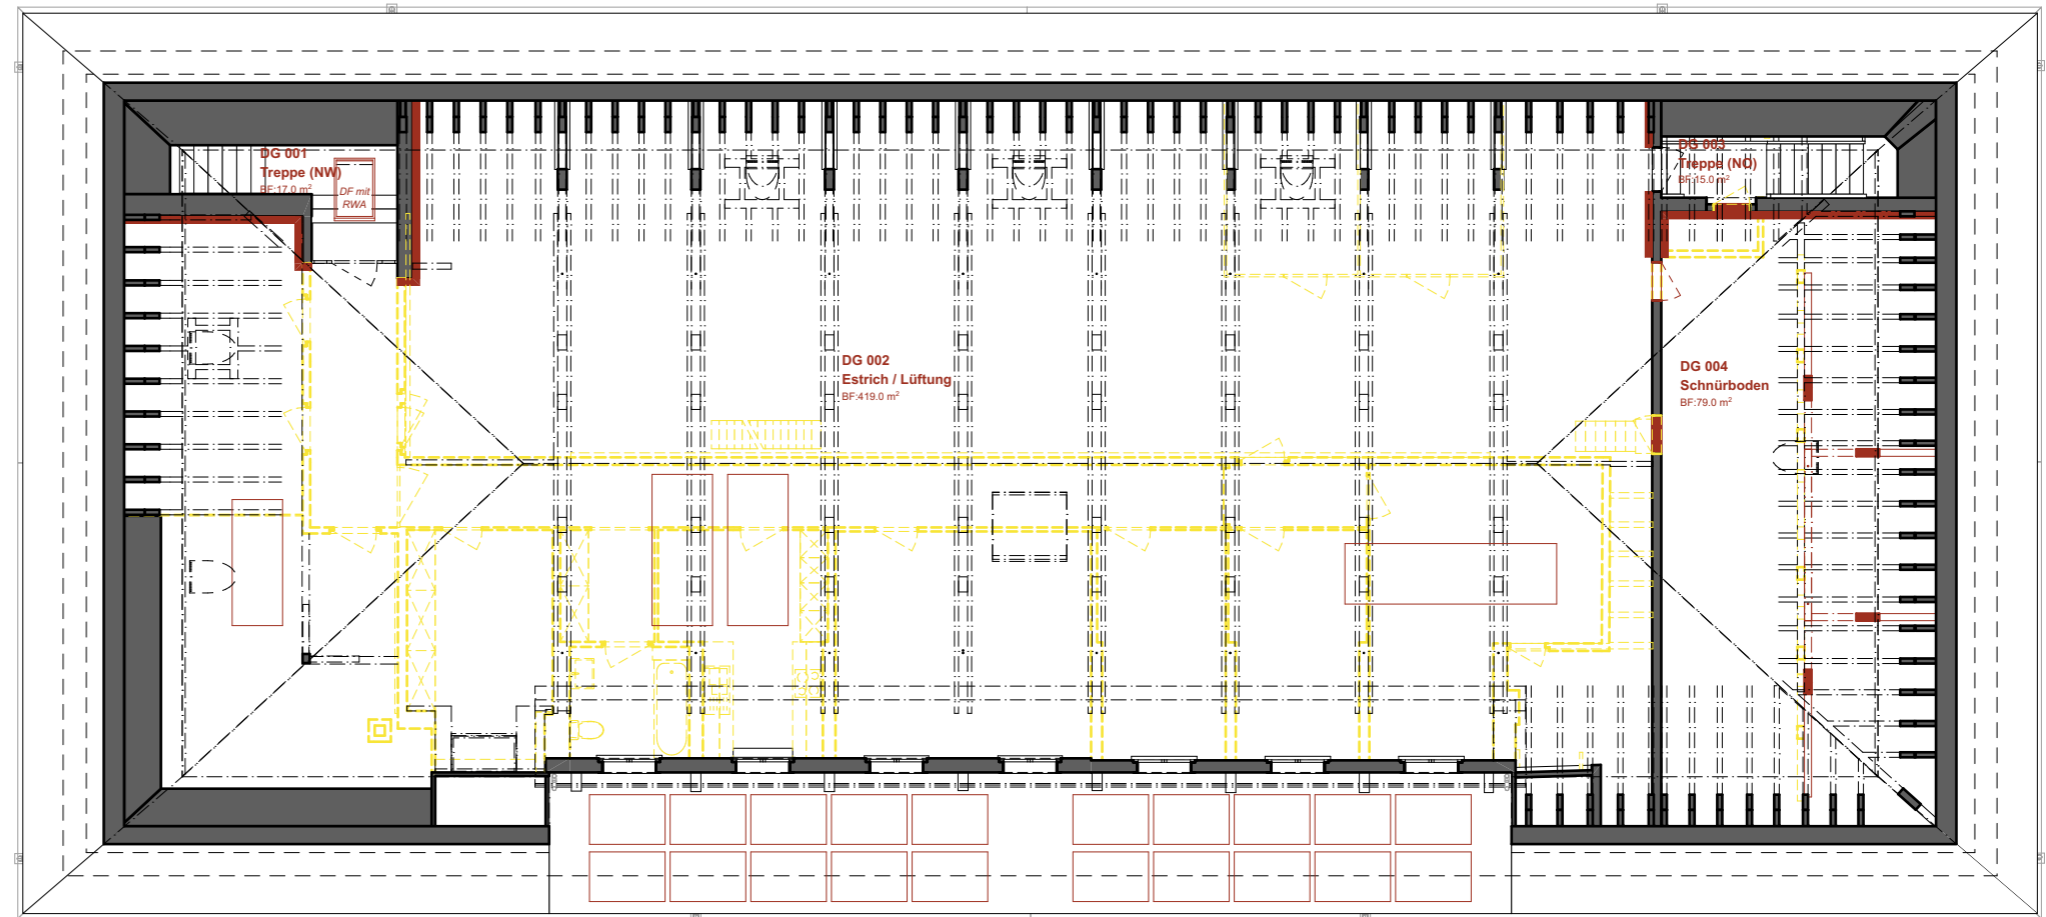 DG 001
Treppe (NW)
BF:17.0 m²
DF mit
RWA
DG 002
Estrich / Lüftung
BF:419.0 m²
DG 003
Treppe (NO)
BF:15.0 m²
DG 004
Schnürboden
BF:79.0 m²